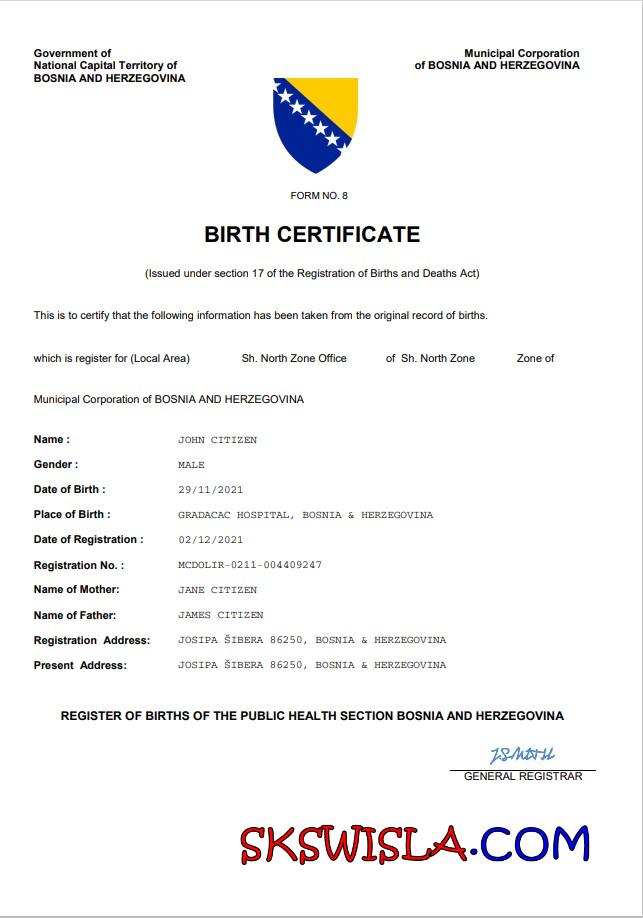 Government of
National Capital Territory of
BOSNIA AND HERZEGOVINA
Municipal Corporation
of BOSNIA AND HERZEGOVINA
FORM NO. 8
BIRTH CERTIFICATE
(Issued under section 17 of the Registration of Births and Deaths Act)
This is to certify that the following information has been taken from the original record of births.
which is register for (Local Area) Sh. North Zone Office of Sh. North Zone Zone of
Municipal Corporation of BOSNIA AND HERZEGOVINA
Name : JOHN CITIZEN
Gender : MALE
Date of Birth : 29/11/2021
Place of Birth : GRADACAC HOSPITAL, BOSNIA & HERZEGOVINA
Date of Registration : 02/12/2021
Registration No. : MCDOLIR-0211-004409247
Name of Mother: JANE CITIZEN
Name of Father: JAMES CITIZEN
Registration Address: JOSIPA ŠIBERA 86250, BOSNIA & HERZEGOVINA
Present Address: JOSIPA ŠIBERA 86250, BOSNIA & HERZEGOVINA
REGISTER OF BIRTHS OF THE PUBLIC HEALTH SECTION BOSNIA AND HERZEGOVINA
GENERAL REGISTRAR
SKSWISLA.COM